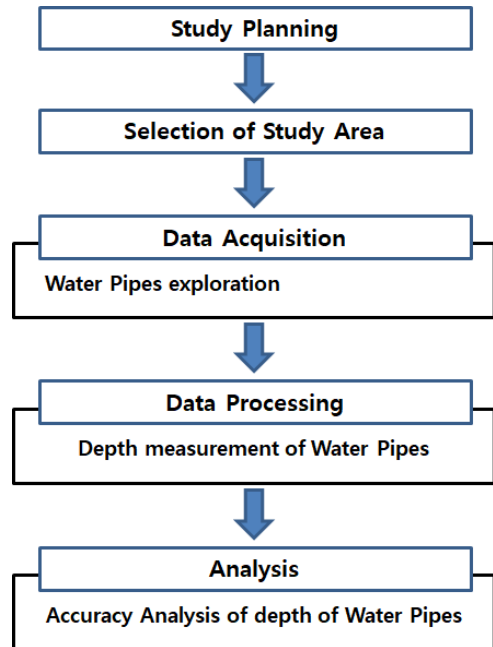 Study Planning
Selection of Study Area
Data Acquisition
Water Pipes exploration
Data Processing
Depth measurement of Water Pipes
Analysis
Accuracy Analysis of depth of Water Pipes